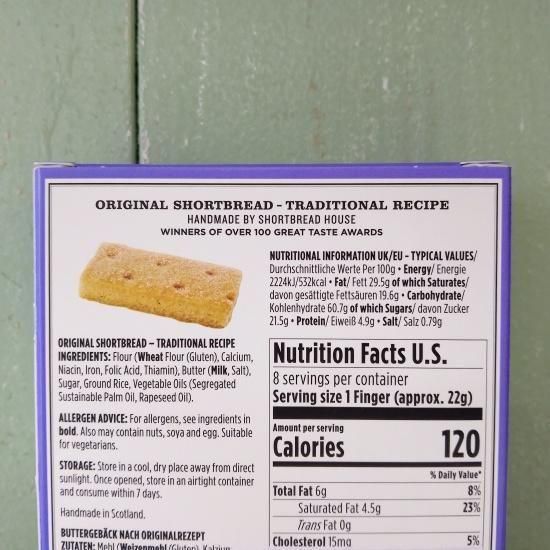 ORIGINAL SHORTBREAD – TRADITIONAL RECIPE
HANDMADE BY SHORTBREAD HOUSE
WINNERS OF OVER 100 GREAT TASTE AWARDS
ORIGINAL SHORTBREAD – TRADITIONAL RECIPE
INGREDIENTS: Flour (Wheat Flour (Gluten), Calcium,
Niacin, Iron, Folic Acid, Thiamin), Butter (Milk, Salt),
Sugar, Ground Rice, Vegetable Oils (Segregated
Sustainable Palm Oil, Rapeseed Oil).
ALLERGEN ADVICE: For allergens, see ingredients in
bold. Also may contain nuts, soya and egg. Suitable
for vegetarians.
STORAGE: Store in a cool, dry place away from direct
sunlight. Once opened, store in an airtight container
and consume within 7 days.
Handmade in Scotland.
BUTTERGEBÄCK NACH ORIGINALREZEPT
ZUTATEN: Mehl (Weizenmehl (Gluten), Kalzium,
NUTRITIONAL INFORMATION UK/EU – TYPICAL VALUES/
Durchschnittliche Werte Per 100g • Energy/ Energie
2224kJ/532kcal • Fat/ Fett 29.5g of which Saturates/
davon gesättigte Fettsäuren 19.6g • Carbohydrate/
Kohlenhydrate 60.7g of which Sugars/ davon Zucker
21.5g • Protein/ Eiweiß 4.9g • Salt/ Salz 0.79g
Nutrition Facts U.S.
8 servings per container
Serving size 1 Finger (approx. 22g)
Amount per serving
Calories 120
% Daily Value*
Total Fat 6g 8%
Saturated Fat 4.5g 23%
Trans Fat 0g
Cholesterol 15mg 5%